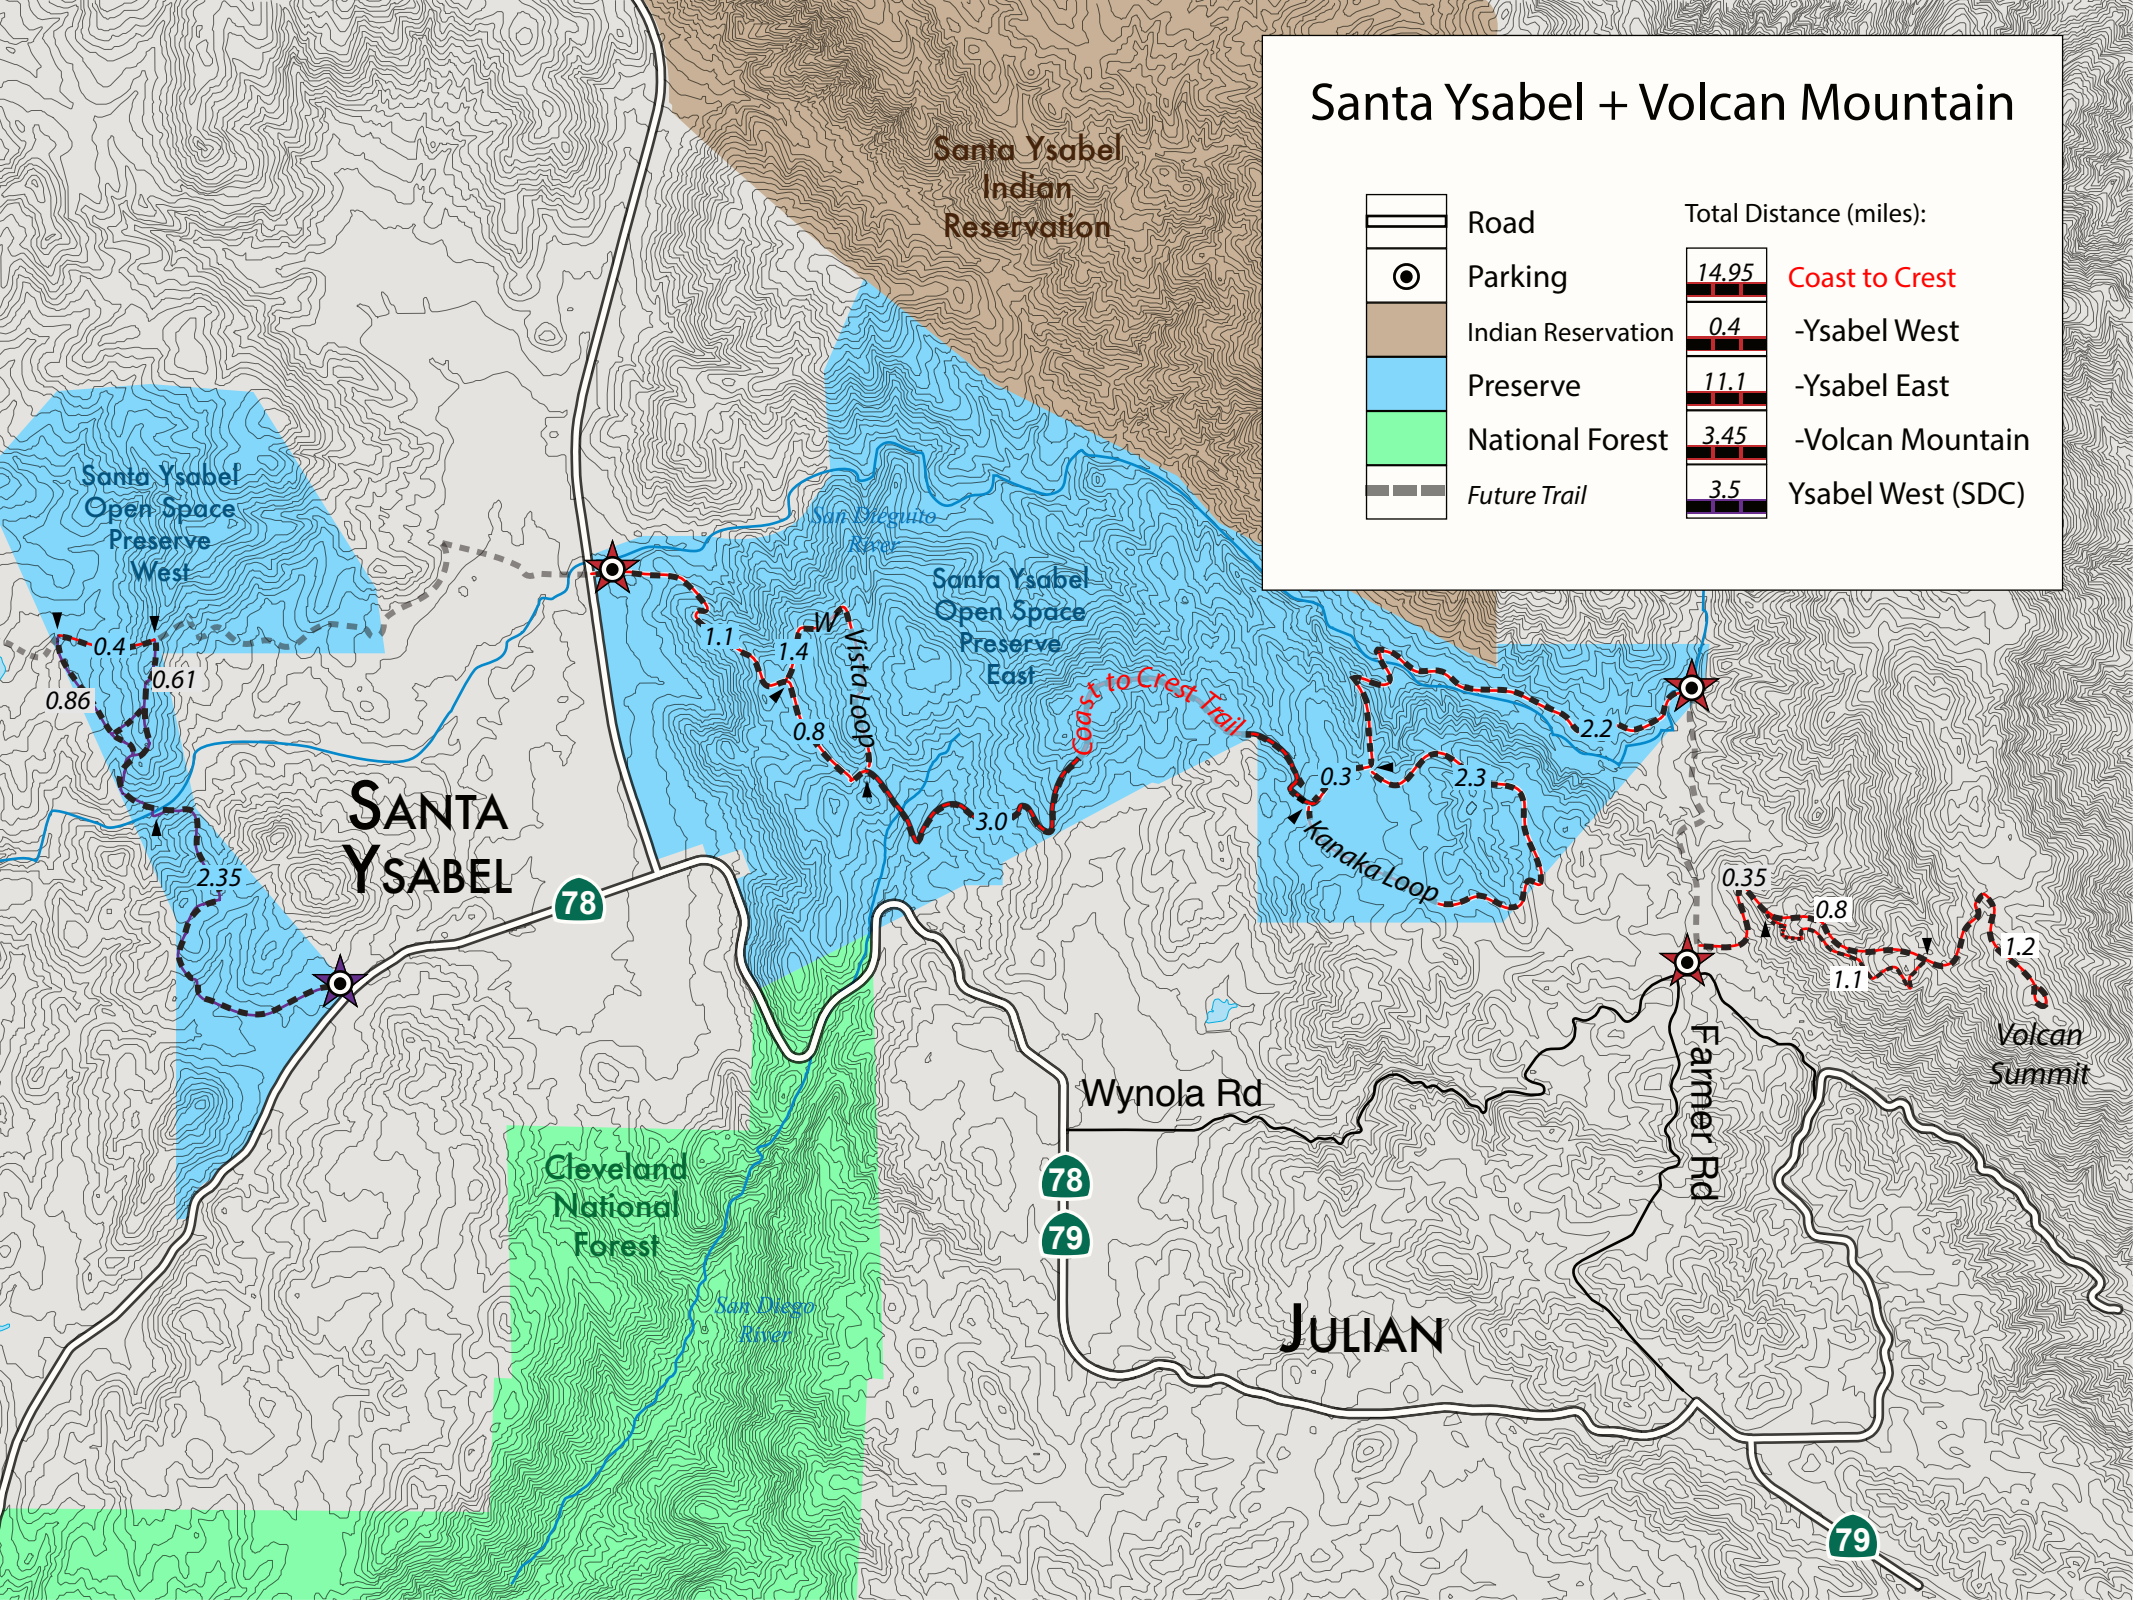 Santa Ysabel + Volcan Mountain
Road
Parking
Indian Reservation
Preserve
National Forest
Future Trail
Total Distance (miles):
14.95
Coast to Crest
0.4
-Ysabel West
11.1
-Ysabel East
3.45
-Volcan Mountain
3.5
Ysabel West (SDC)
Santa Ysabel
Indian
Reservation
Santa Ysabel
Open Space
Preserve
West
San Dieguito
River
Santa Ysabel
Open Space
Preserve
East
0.4
0.61
0.86
2.35
1.1
1.4
W Vista Loop
0.8
3.0
Coast to Crest Trail
0.3
2.3
2.2
Kanaka Loop
SANTA
YSABEL
78
0.35
0.8
1.2
1.1
Volcan
Summit
Farmer Rd
Wynola Rd
78
79
Cleveland
National
Forest
San Diego
River
JULIAN
79